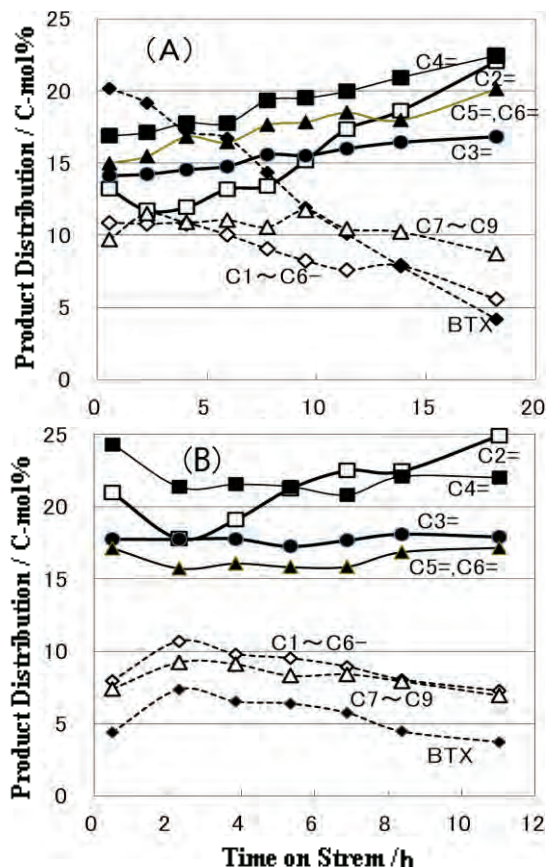 25
(A)
C4=
C2=
20
C5=,C6=
15
C3=
C7～C9
10
C1～C6-
5
BTX
0
0 5 10 15 20
Product Distribution / C-mol%
25
(B)
C2=
C4=
20
C3=
C5=,C6=
15
10
C1～C6-
C7～C9
5
BTX
0
0 2 4 6 8 10 12
Product Distribution / C-mol%
Time on Strem /h